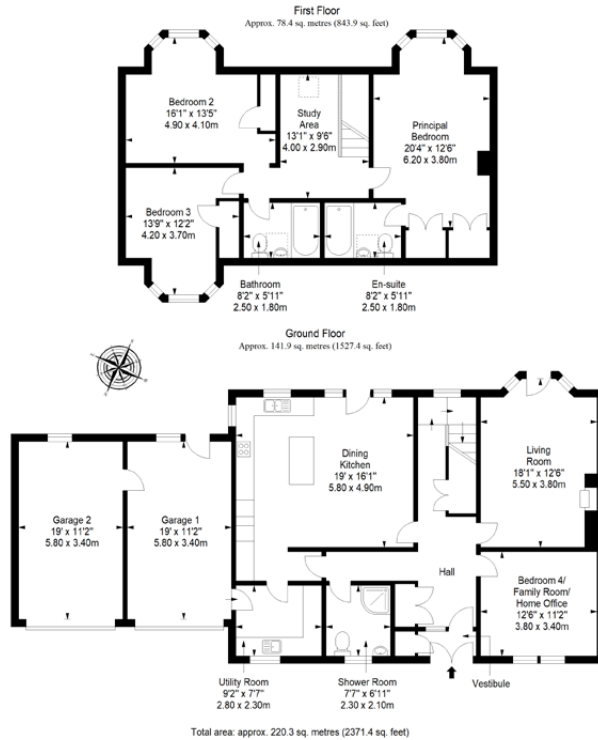 First Floor
Approx. 78.4 sq. metres (843.9 sq. feet)
Bedroom 2
16'1" x 13'5"
4.90 x 4.10m
Study
Area
13'1" x 9'6"
4.00 x 2.90m
Principal
Bedroom
20'4" x 12'6"
6.20 x 3.80m
Bedroom 3
13'9" x 12'2"
4.20 x 3.70m
Bathroom
8'2" x 5'11"
2.50 x 1.80m
En-suite
8'2" x 5'11"
2.50 x 1.80m
Ground Floor
Approx. 141.9 sq. metres (1527.4 sq. feet)
Dining
Kitchen
19' x 16'1"
5.80 x 4.90m
Living
Room
18'1" x 12'6"
5.50 x 3.80m
Garage 2
19' x 11'2"
5.80 x 3.40m
Garage 1
19' x 11'2"
5.80 x 3.40m
Hall
Bedroom 4/
Family Room/
Home Office
12'6" x 11'2"
3.80 x 3.40m
Utility Room
9'2" x 7'7"
2.80 x 2.30m
Shower Room
7'7" x 6'11"
2.30 x 2.10m
Vestibule
Total area: approx. 220.3 sq. metres (2371.4 sq. feet)